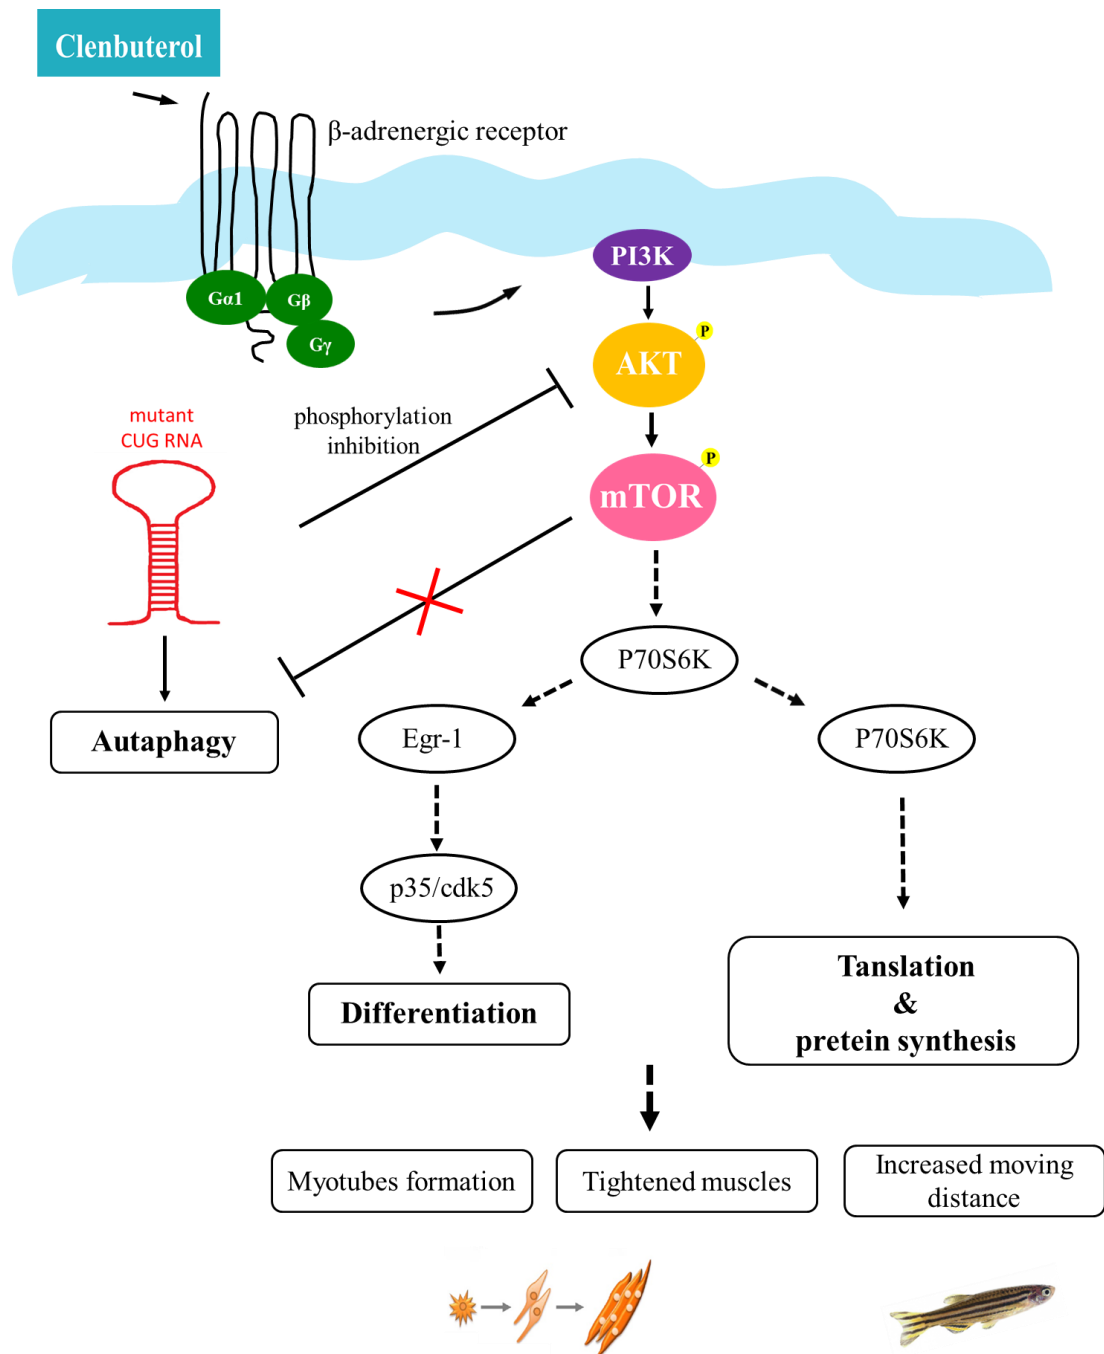 Clenbuterol
β-adrenergic receptor
PI3K
Gα1
Gβ
Gγ
P
AKT
mutant
CUG RNA
phosphorylation
inhibition
P
mTOR
P70S6K
Autaphagy
Egr-1
P70S6K
p35/cdk5
Differentiation
Tanslation
&
pretein synthesis
Myotubes formation
Tightened muscles
Increased moving
distance